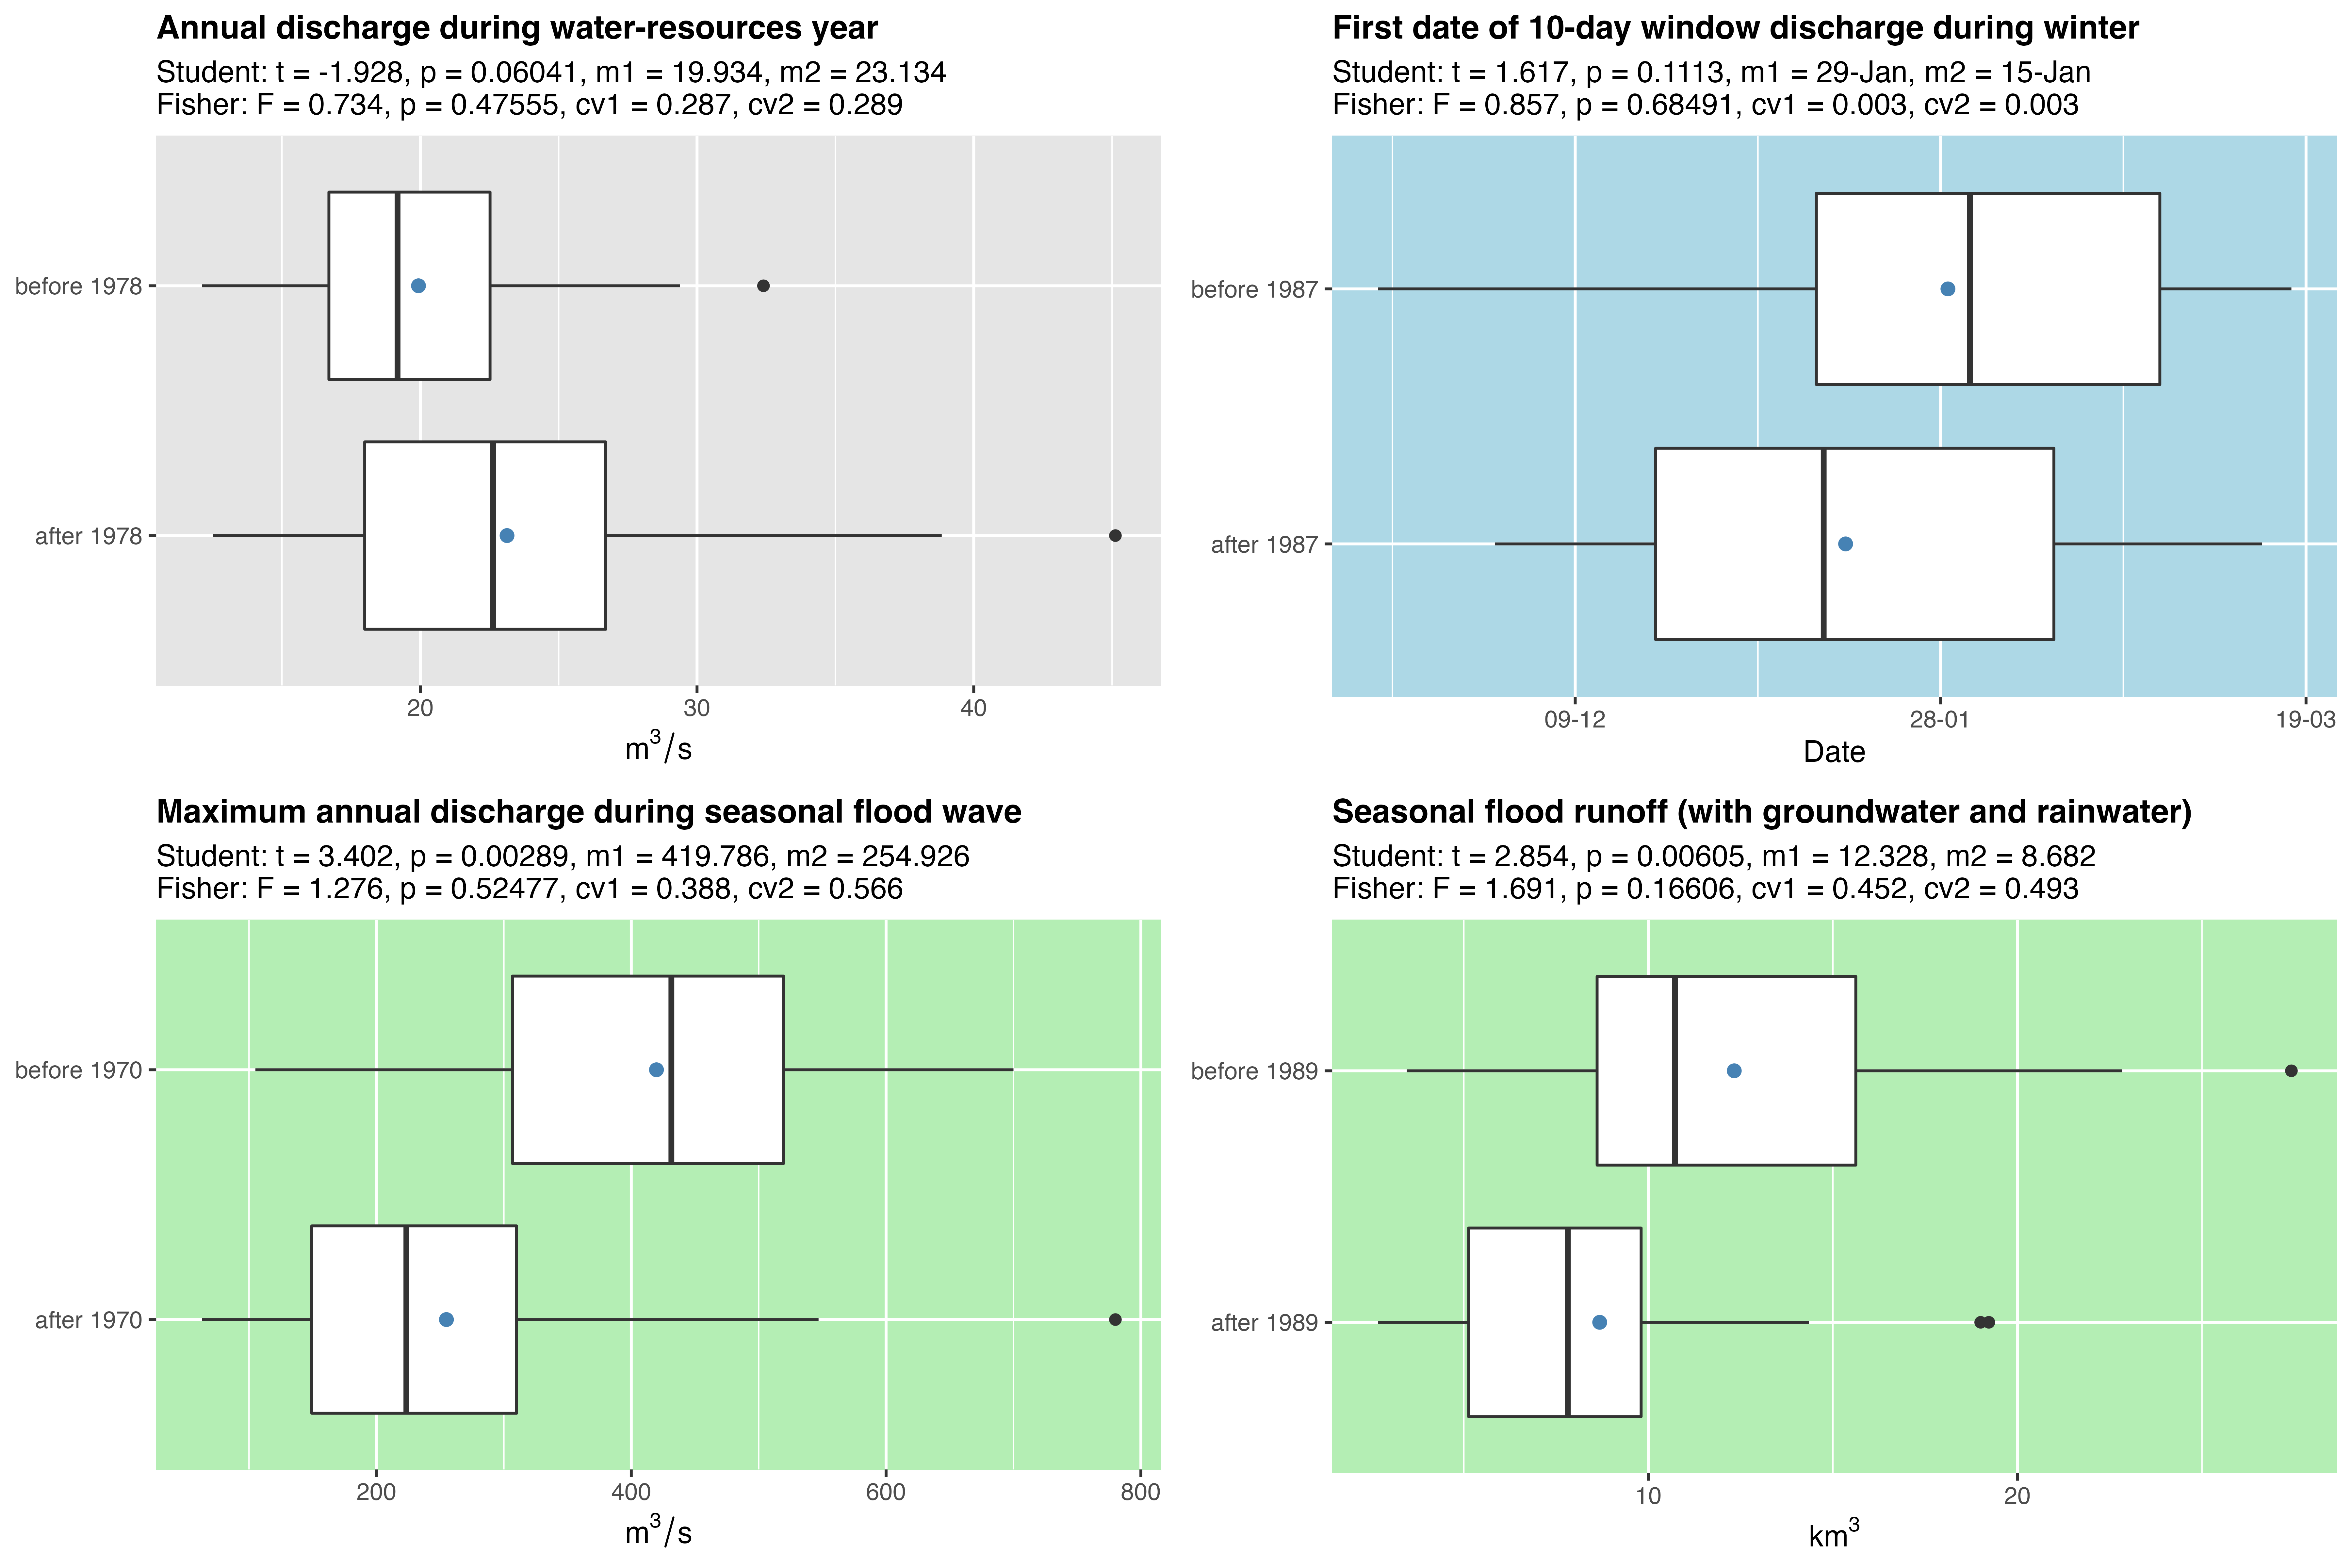 Annual discharge during water-resources year
Student: t = -1.928, p = 0.06041, m1 = 19.934, m2 = 23.134
Fisher: F = 0.734, p = 0.47555, cv1 = 0.287, cv2 = 0.289
before 1978
after 1978
20 30 40
m³/s
First date of 10-day window discharge during winter
Student: t = 1.617, p = 0.1113, m1 = 29-Jan, m2 = 15-Jan
Fisher: F = 0.857, p = 0.68491, cv1 = 0.003, cv2 = 0.003
before 1987
after 1987
09-12 28-01 19-03
Date
Maximum annual discharge during seasonal flood wave
Student: t = 3.402, p = 0.00289, m1 = 419.786, m2 = 254.926
Fisher: F = 1.276, p = 0.52477, cv1 = 0.388, cv2 = 0.566
before 1970
after 1970
200 400 600 800
m³/s
Seasonal flood runoff (with groundwater and rainwater)
Student: t = 2.854, p = 0.00605, m1 = 12.328, m2 = 8.682
Fisher: F = 1.691, p = 0.16606, cv1 = 0.452, cv2 = 0.493
before 1989
after 1989
10 20
km³